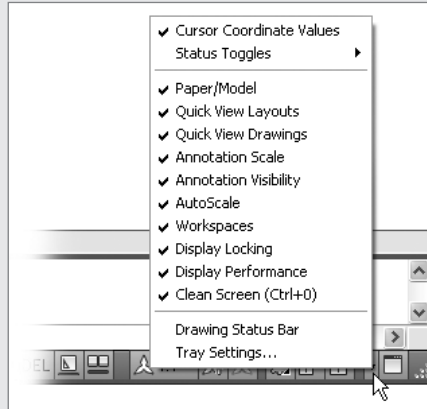 Cursor Coordinate Values
Status Toggles
Paper/Model
Quick View Layouts
Quick View Drawings
Annotation Scale
Annotation Visibility
AutoScale
Workspaces
Display Locking
Display Performance
Clean Screen (Ctrl+0)
Drawing Status Bar
Tray Settings...